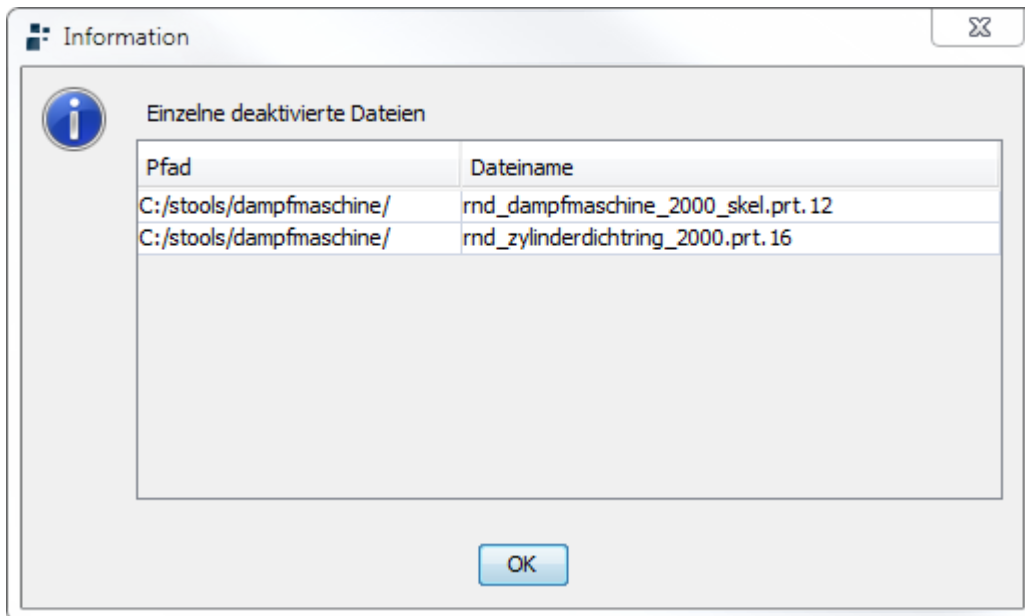 Information
Einzelne deaktivierte Dateien
Pfad Dateiname
C:/stools/dampfmaschine/ rnd_dampfmaschine_2000_skel.prt.12
C:/stools/dampfmaschine/ rnd_zylinderdichtring_2000.prt.16
OK